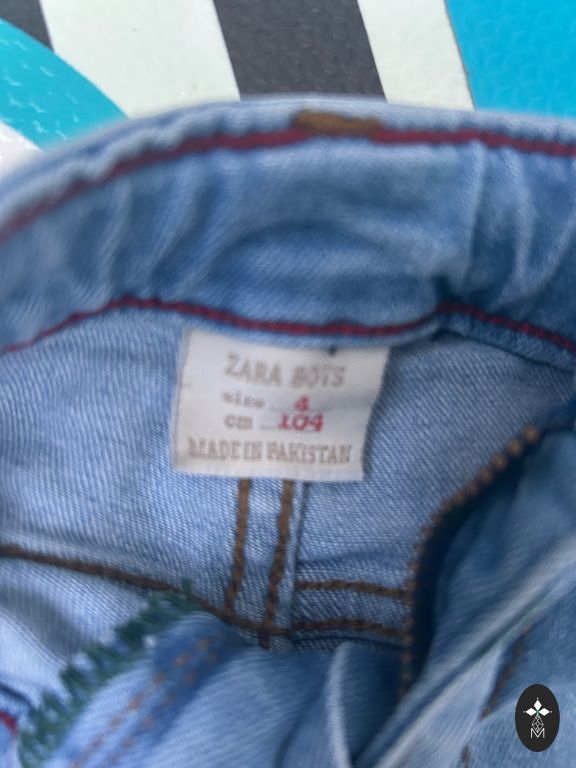 ZARA BOYS
size 4
cm 104
MADE IN PAKISTAN